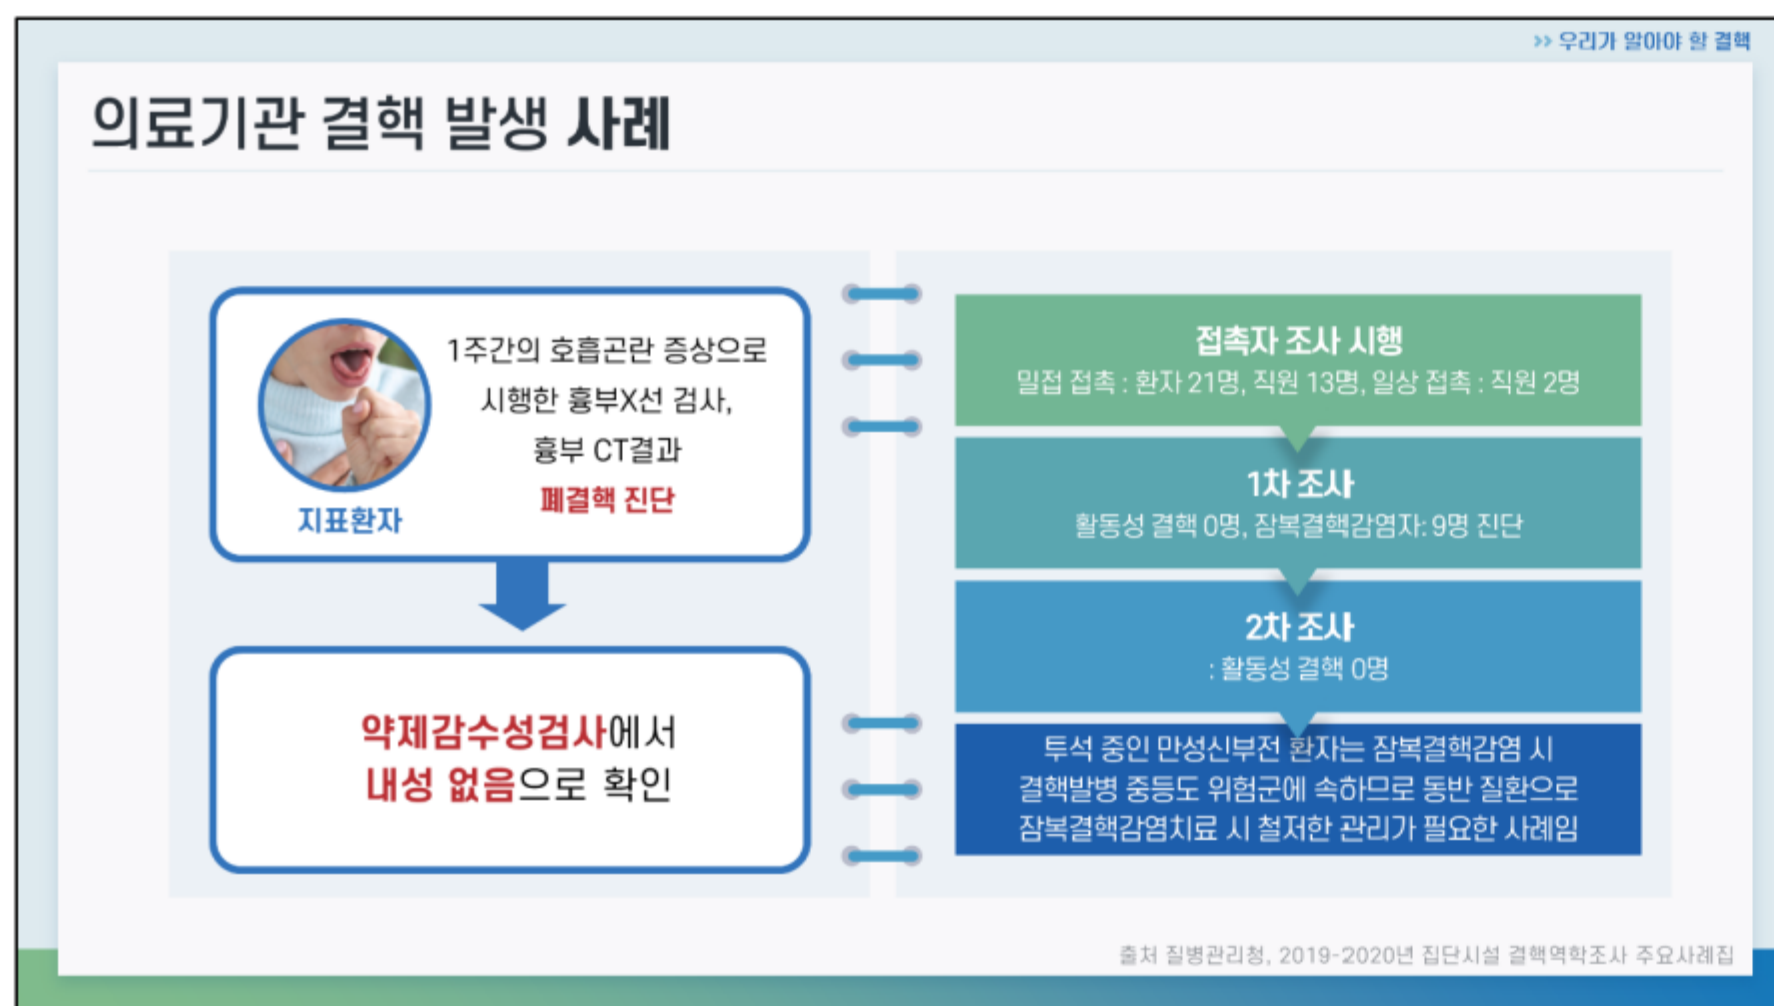 >> 우리가 알아야 할 결핵
의료기관 결핵 발생 사례
1주간의 호흡곤란 증상으로
시행한 흉부X선 검사,
흉부 CT결과
폐결핵 진단
지표환자
약제감수성검사에서
내성 없음으로 확인
접촉자 조사 시행
밀접 접촉 : 환자 21명, 직원 13명, 일상 접촉 : 직원 2명
1차 조사
활동성 결핵 0명, 잠복결핵감염자: 9명 진단
2차 조사
: 활동성 결핵 0명
투석 중인 만성신부전 환자는 잠복결핵감염 시
결핵발병 중등도 위험군에 속하므로 동반 질환으로
잠복결핵감염치료 시 철저한 관리가 필요한 사례임
출처 질병관리청, 2019-2020년 집단시설 결핵역학조사 주요사례집